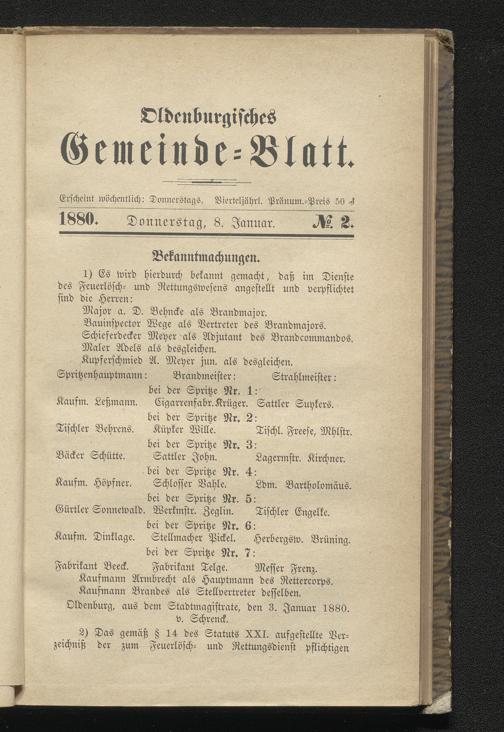 Oldenburgisches
Gemeinde-Blatt.
Erscheint wöchentlich: Donnerstags. Vierteljährl. Pränum.-Preis 50 ₰
1880. Donnerstag, 8. Januar. № 2.
Bekanntmachungen.
1) Es wird hierdurch bekannt gemacht, daß im Dienste
des Feuerlösch- und Rettungswesens angestellt und verpflichtet
sind die Herren:
Major a. D. Behncke als Brandmajor.
Bauinspector Wege als Vertreter des Brandmajors.
Schieferdecker Meyer als Adjutant des Brandcommandos.
Maler Adels als desgleichen.
Kupferschmied A. Meyer jun. als desgleichen.
Spritzenhauptmann: Brandmeister: Strahlmeister:
bei der Spritze Nr. 1:
Kaufm. Leßmann. Cigarrenfabr. Krüger. Sattler Suykers.
bei der Spritze Nr. 2:
Tischler Behrens. Küpker Wille. Tischl. Freese, Mhlstr.
bei der Spritze Nr. 3:
Bäcker Schütte. Sattler John. Lagermstr. Kirchner.
bei der Spritze Nr. 4:
Kaufm. Höpfner. Schlosser Vahle. Ldm. Bartholomäus.
bei der Spritze Nr. 5:
Gürtler Sonnewald. Werkmstr. Zeglin. Tischler Engelke.
bei der Spritze Nr. 6:
Kaufm. Dinklage. Stellmacher Pickel. Herbergsw. Brüning.
bei der Spritze Nr. 7:
Fabrikant Beeck. Fabrikant Telge. Messer Frenz.
Kaufmann Armbrecht als Hauptmann des Rettercorps.
Kaufmann Brandes als Stellvertreter desselben.
Oldenburg, aus dem Stadtmagistrate, den 3. Januar 1880.
v. Schrenck.
2) Das gemäß § 14 des Statuts XXI. aufgestellte Ver-
zeichniß der zum Feuerlösch- und Rettungsdienst pflichtigen